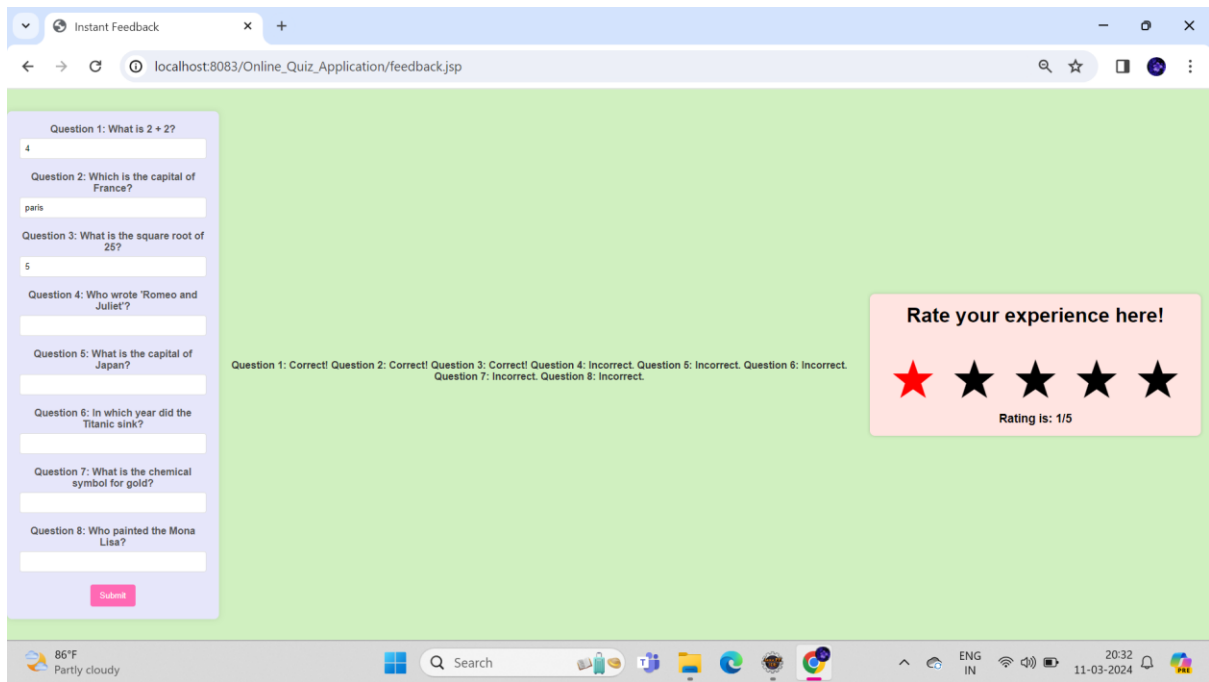 Instant Feedback
localhost:8083/Online_Quiz_Application/feedback.jsp
Question 1: What is 2 + 2?
4
Question 2: Which is the capital of
France?
paris
Question 3: What is the square root of
25?
5
Question 4: Who wrote 'Romeo and
Juliet'?
Question 5: What is the capital of
Japan?
Question 6: In which year did the
Titanic sink?
Question 7: What is the chemical
symbol for gold?
Question 8: Who painted the Mona
Lisa?
Submit
Question 1: Correct! Question 2: Correct! Question 3: Correct! Question 4: Incorrect. Question 5: Incorrect. Question 6: Incorrect.
Question 7: Incorrect. Question 8: Incorrect.
Rate your experience here!
Rating is: 1/5
86°F
Partly cloudy
Search
ENG
IN
20:32
11-03-2024
PRE